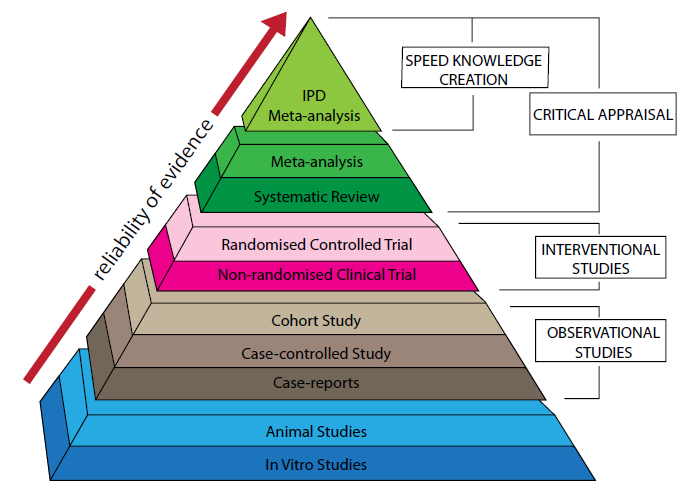 reliability of evidence
IPD
Meta-analysis
Meta-analysis
Systematic Review
Randomised Controlled Trial
Non-randomised Clinical Trial
Cohort Study
Case-controlled Study
Case-reports
Animal Studies
In Vitro Studies
SPEED KNOWLEDGE
CREATION
CRITICAL APPRAISAL
INTERVENTIONAL
STUDIES
OBSERVATIONAL
STUDIES